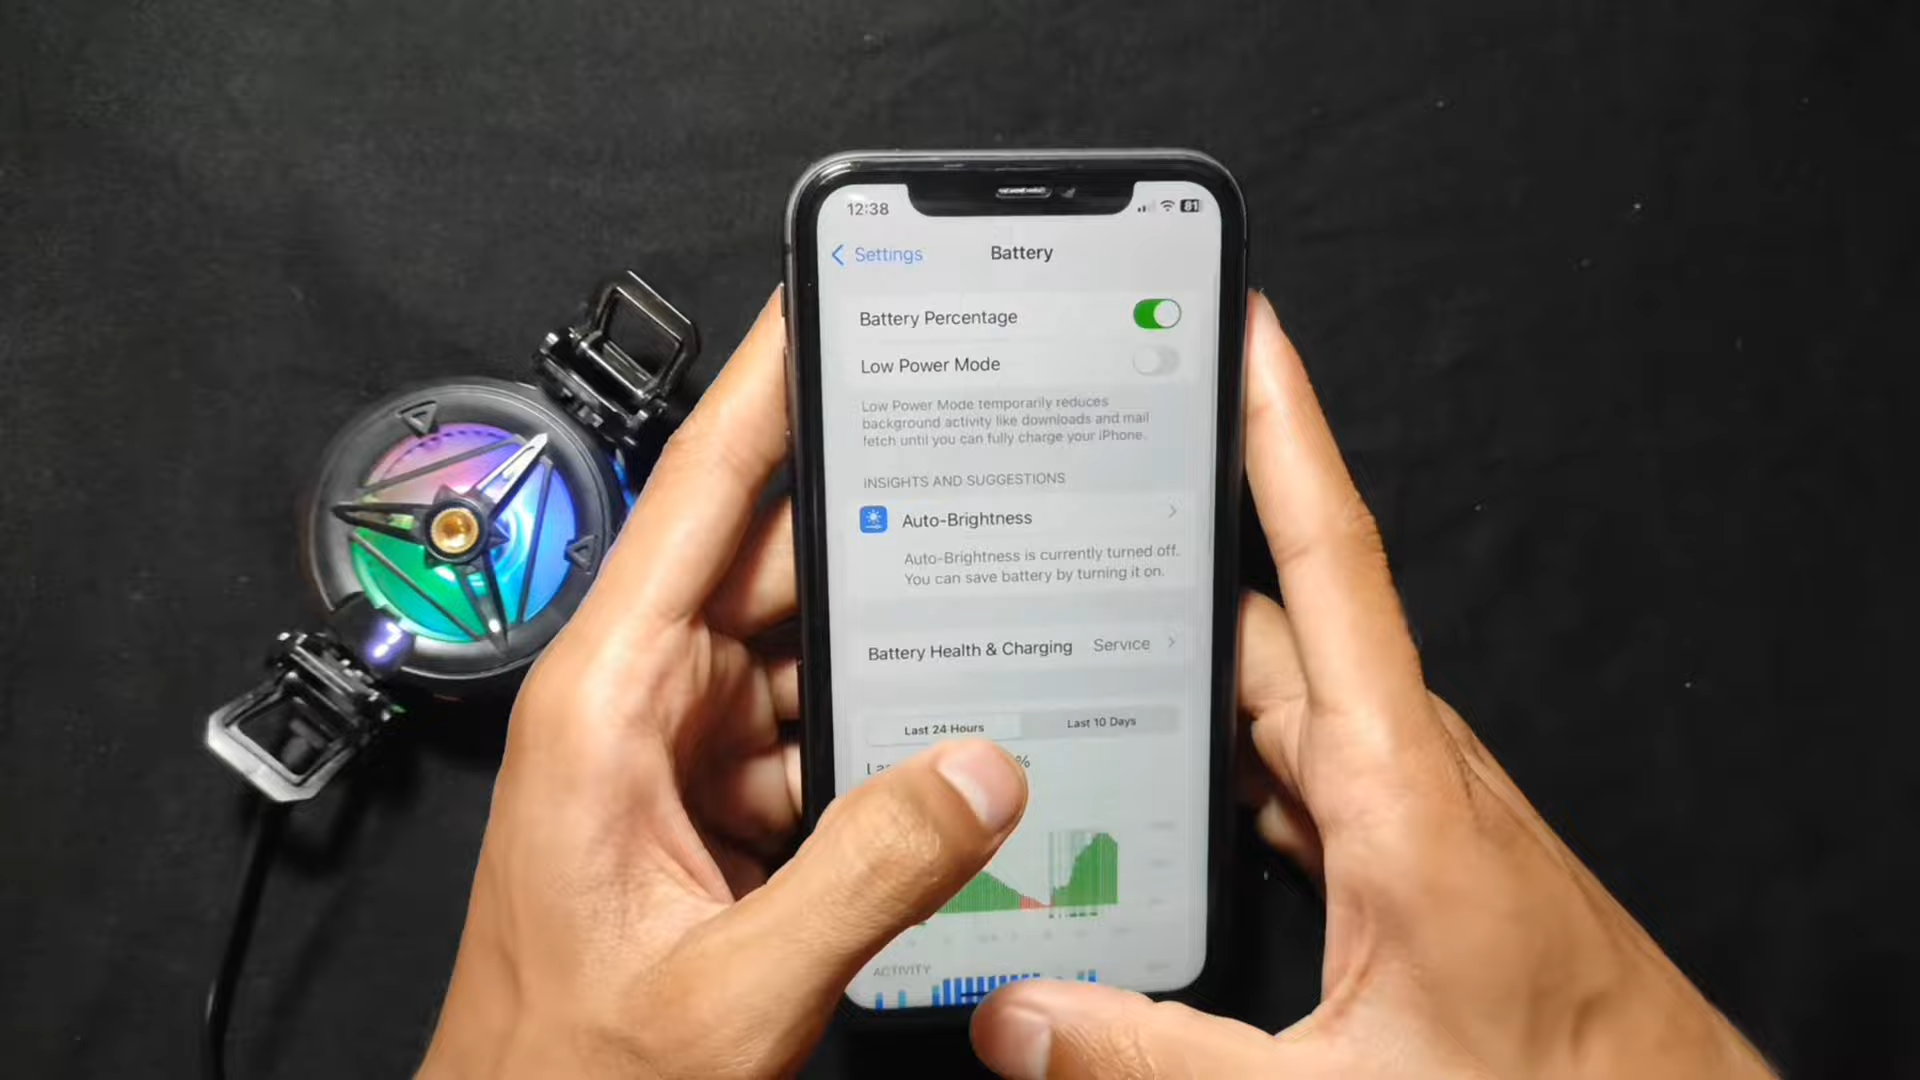 12:38
81
Settings
Battery
Battery Percentage
Low Power Mode
Low Power Mode temporarily reduces
background activity like downloads and mail
fetch until you can fully charge your iPhone.
INSIGHTS AND SUGGESTIONS
Auto-Brightness
Auto-Brightness is currently turned off.
You can save battery by turning it on.
Battery Health & Charging
Service
Last 24 Hours
Last 10 Days
%
ACTIVITY